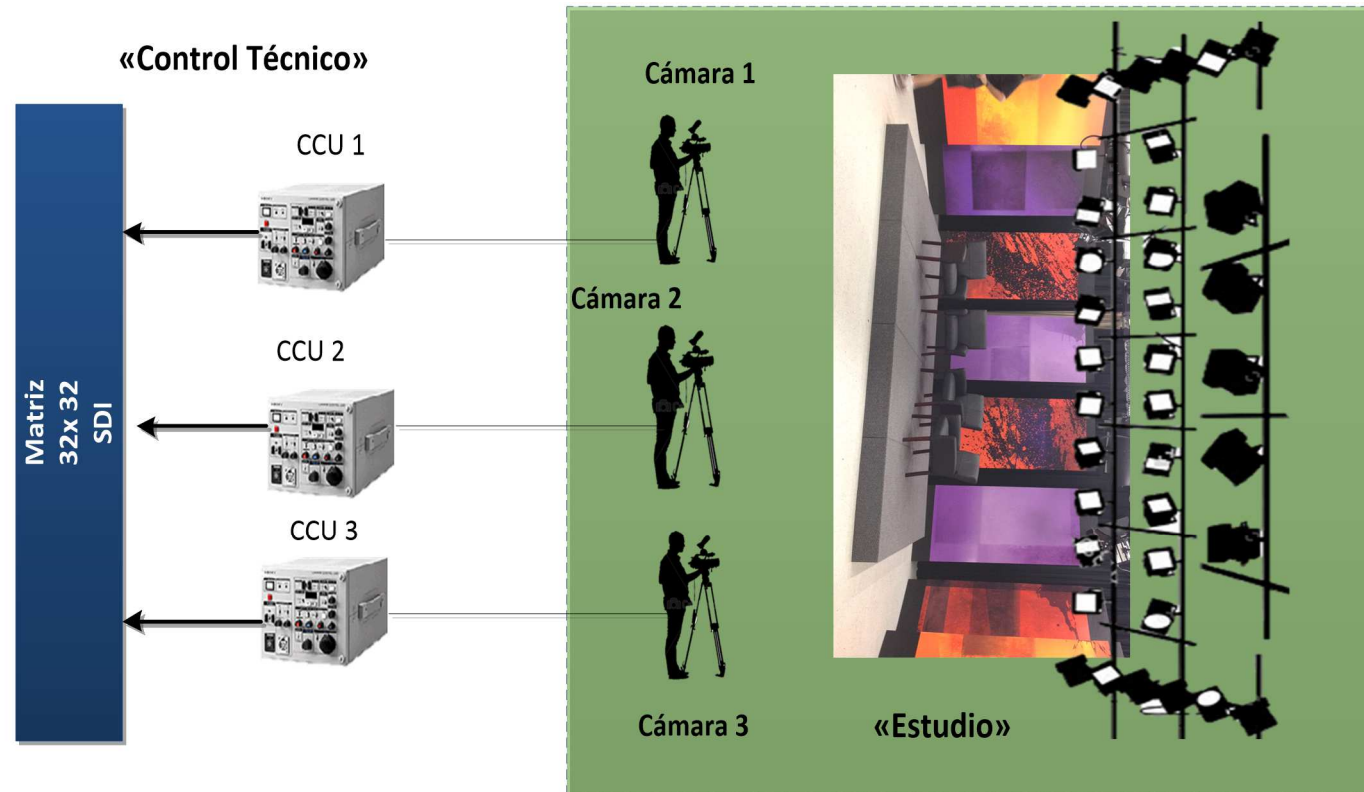 «Control Técnico»
Cámara 1
CCU 1
Cámara 2
CCU 2
Matriz
32x 32
SDI
CCU 3
Cámara 3
«Estudio»